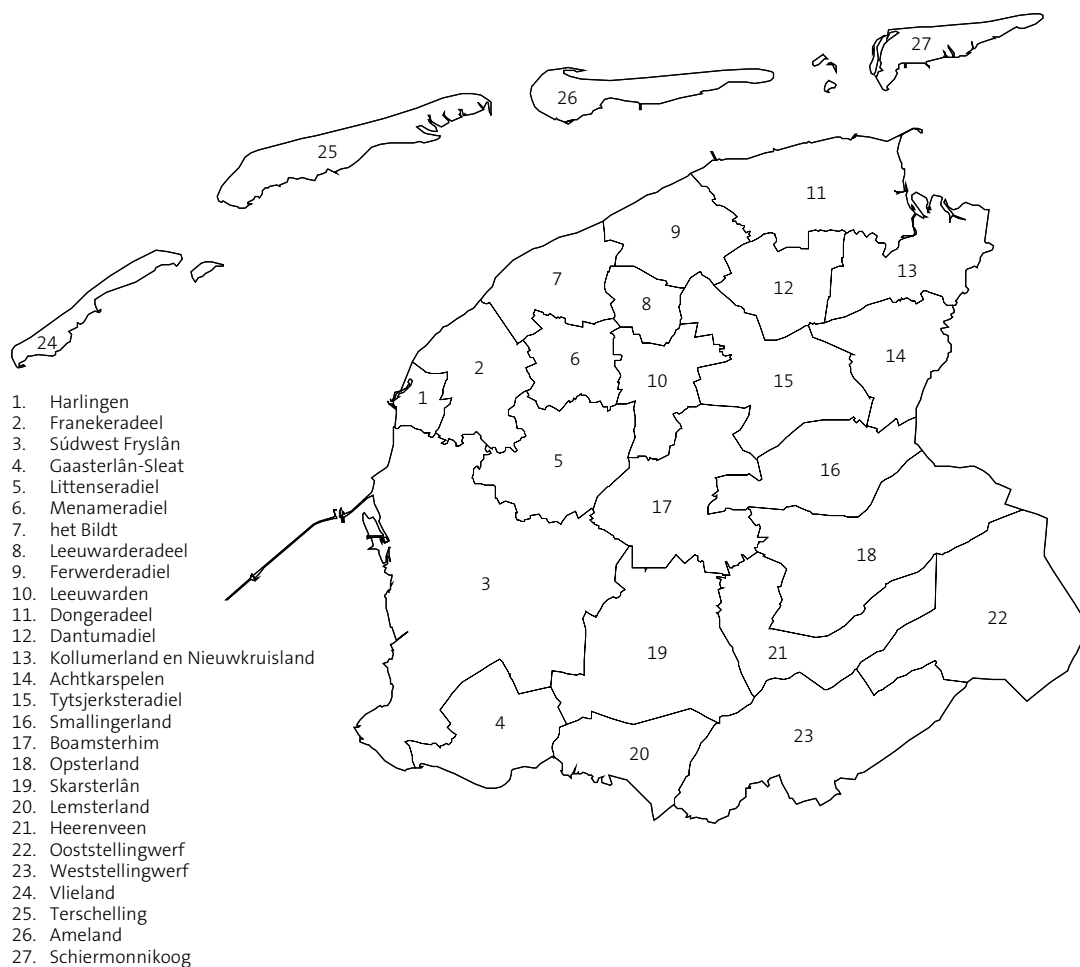 27
26
25
11
9
13
7
12
8
24
14
6
2
15
10
1
5
16
17
18
3
22
19
21
4
23
20
1. Harlingen
2. Franekeradeel
3. Súdwest Fryslân
4. Gaasterlân-Sleat
5. Littenseradiel
6. Menameradiel
7. het Bildt
8. Leeuwarderadeel
9. Ferwerderadiel
10. Leeuwarden
11. Dongeradeel
12. Dantumadiel
13. Kollumerland en Nieuwkruisland
14. Achtkarspelen
15. Tytsjerksteradiel
16. Smallingerland
17. Boamsterhim
18. Opsterland
19. Skarsterlân
20. Lemsterland
21. Heerenveen
22. Ooststellingwerf
23. Weststellingwerf
24. Vlieland
25. Terschelling
26. Ameland
27. Schiermonnikoog